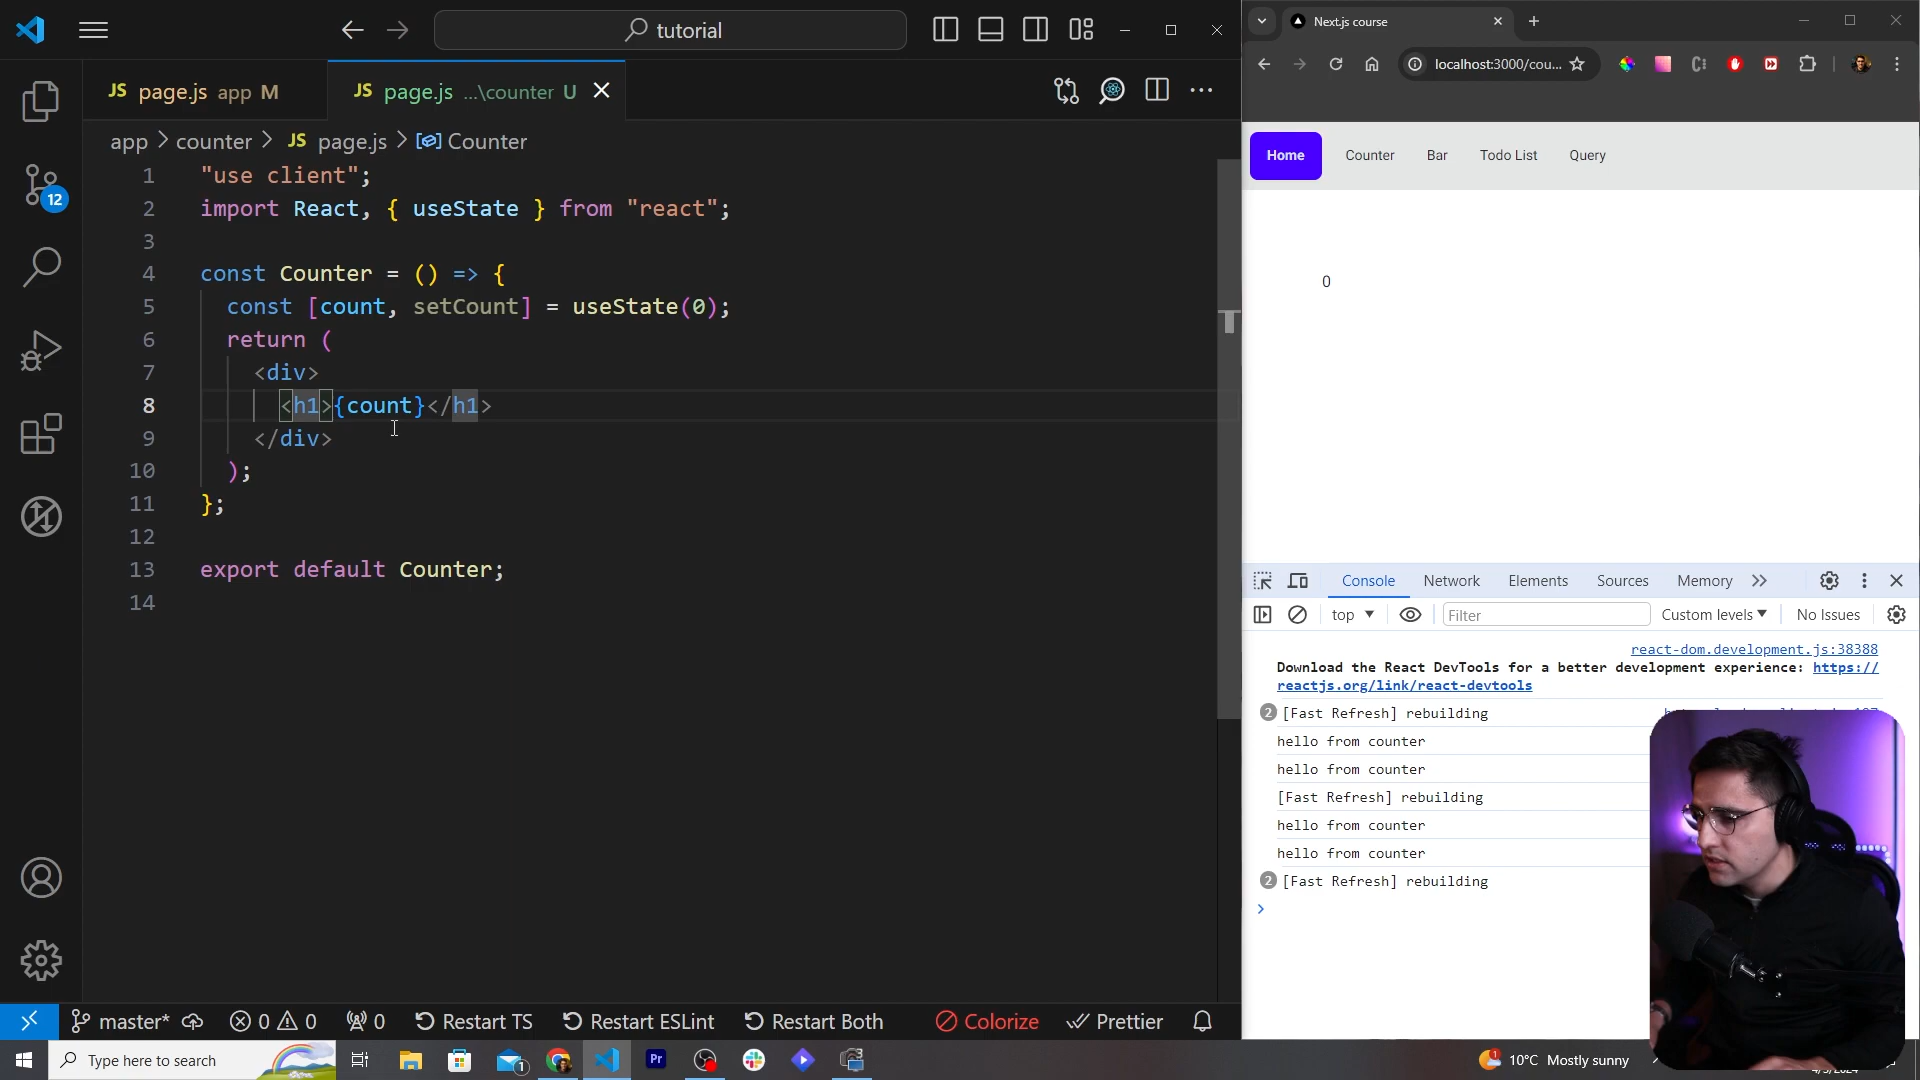 tutorial
JS page.js app M
JS page.js ...\counter U
app > counter > JS page.js > Counter
1 "use client";
2 import React, { useState } from "react";
3
4 const Counter = () => {
5 const [count, setCount] = useState(0);
6 return (
7 <div>
8 <h1>{count}</h1>
9 </div>
10 );
11 };
12
13 export default Counter;
14
12
master* 0 0 0 Restart TS Restart ESLint Restart Both Colorize Prettier
Next.js course
localhost:3000/cou...
Home Counter Bar Todo List Query
0
Console Network Elements Sources Memory
top Filter Custom levels No Issues
react-dom.development.js:38388
Download the React DevTools for a better development experience: https://
reactjs.org/link/react-devtools
2 [Fast Refresh] rebuilding
hello from counter
hello from counter
[Fast Refresh] rebuilding
hello from counter
hello from counter
2 [Fast Refresh] rebuilding
Type here to search
1
Pr
1
10°C Mostly sunny